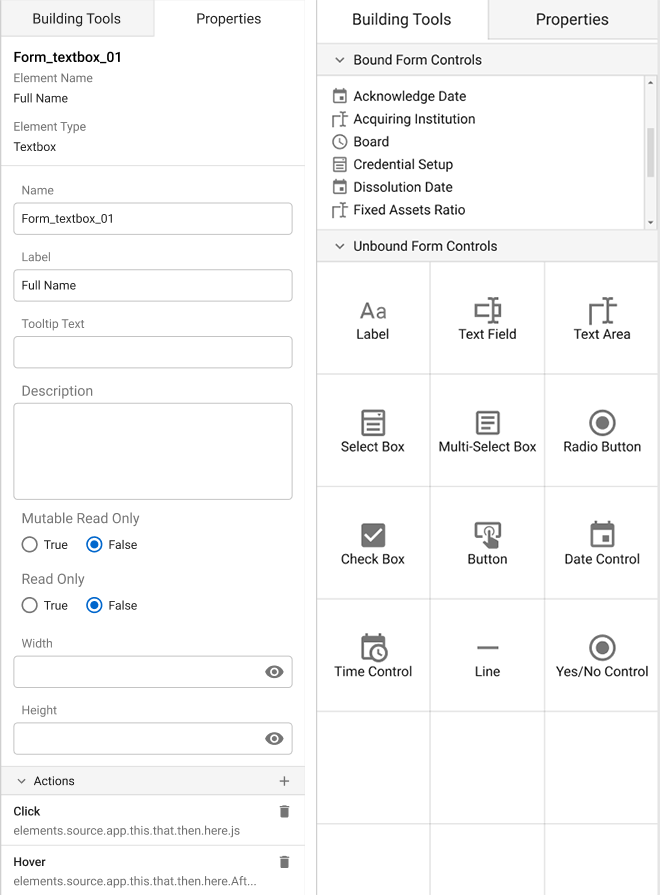 Building Tools
Properties
Form_textbox_01
Element Name
Full Name
Element Type
Textbox
Name
Form_textbox_01
Label
Full Name
Tooltip Text
Description
Mutable Read Only
True False
Read Only
True False
Width
Height
Actions
Click
elements.source.app.this.that.then.here.js
Hover
elements.source.app.this.that.then.here.Aft...
Building Tools
Properties
Bound Form Controls
Acknowledge Date
Acquiring Institution
Board
Credential Setup
Dissolution Date
Fixed Assets Ratio
Unbound Form Controls
Aa
Label
Text Field
Text Area
Select Box
Multi-Select Box
Radio Button
Check Box
Button
Date Control
Time Control
Line
Yes/No Control